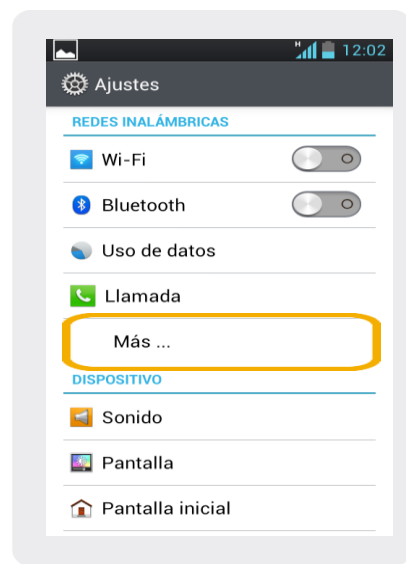 H 12:02
Ajustes
REDES INALÁMBRICAS
Wi-Fi
Bluetooth
Uso de datos
Llamada
Más ...
DISPOSITIVO
Sonido
Pantalla
Pantalla inicial